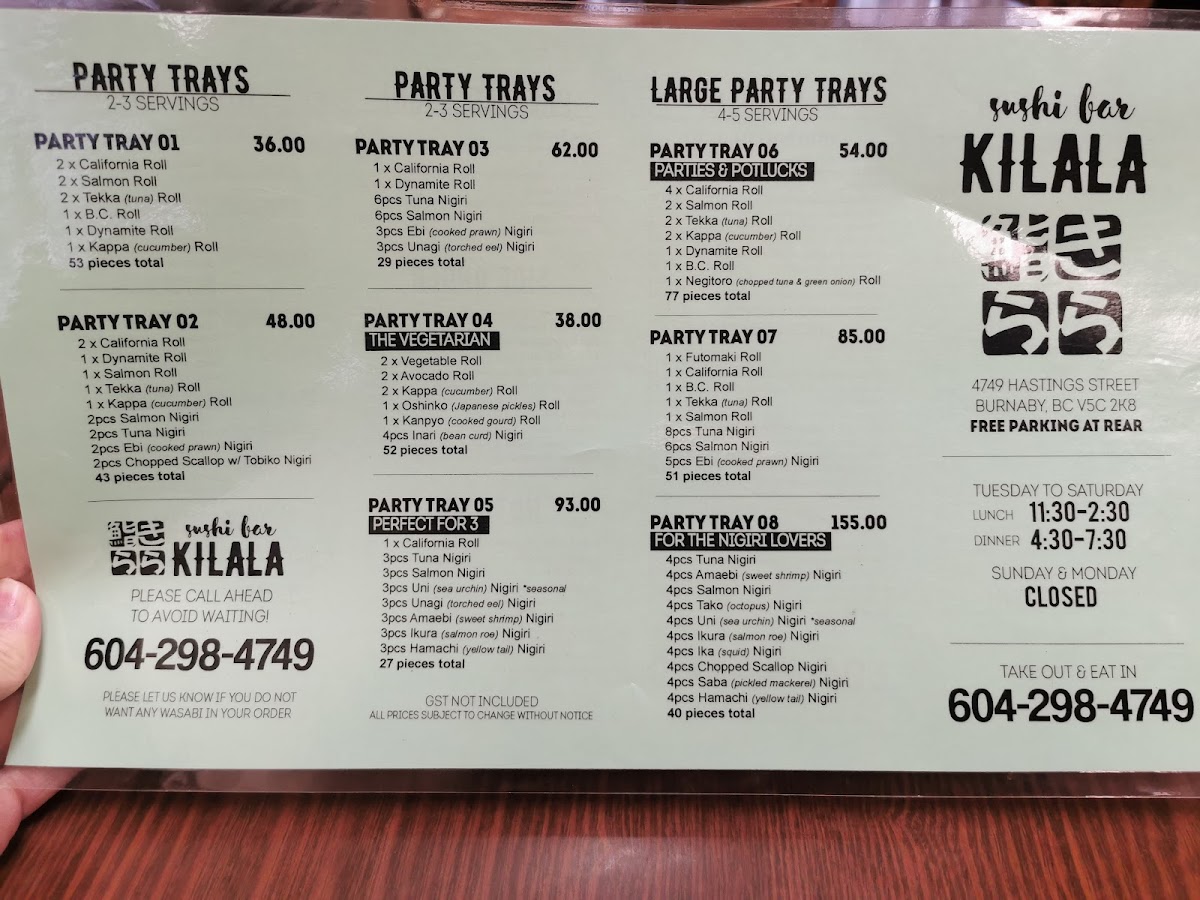 PARTY TRAYS
2-3 SERVINGS
PARTY TRAY 01 36.00
2 x California Roll
2 x Salmon Roll
2 x Tekka (tuna) Roll
1 x B.C. Roll
1 x Dynamite Roll
1 x Kappa (cucumber) Roll
53 pieces total
PARTY TRAY 02 48.00
2 x California Roll
1 x Dynamite Roll
1 x Salmon Roll
1 x Tekka (tuna) Roll
1 x Kappa (cucumber) Roll
2pcs Salmon Nigiri
2pcs Tuna Nigiri
2pcs Ebi (cooked prawn) Nigiri
2pcs Chopped Scallop w/ Tobiko Nigiri
43 pieces total
鮨き
らら
sushi bar
KILALA
PLEASE CALL AHEAD
TO AVOID WAITING!
604-298-4749
PLEASE LET US KNOW IF YOU DO NOT
WANT ANY WASABI IN YOUR ORDER
PARTY TRAYS
2-3 SERVINGS
PARTY TRAY 03 62.00
1 x California Roll
1 x Dynamite Roll
6pcs Tuna Nigiri
6pcs Salmon Nigiri
3pcs Ebi (cooked prawn) Nigiri
3pcs Unagi (torched eel) Nigiri
29 pieces total
PARTY TRAY 04 38.00
THE VEGETARIAN
2 x Vegetable Roll
2 x Avocado Roll
2 x Kappa (cucumber) Roll
1 x Oshinko (Japanese pickles) Roll
1 x Kanpyo (cooked gourd) Roll
4pcs Inari (bean curd) Nigiri
52 pieces total
PARTY TRAY 05 93.00
PERFECT FOR 3
1 x California Roll
3pcs Tuna Nigiri
3pcs Salmon Nigiri
3pcs Uni (sea urchin) Nigiri *seasonal
3pcs Unagi (torched eel) Nigiri
3pcs Amaebi (sweet shrimp) Nigiri
3pcs Ikura (salmon roe) Nigiri
3pcs Hamachi (yellow tail) Nigiri
27 pieces total
GST NOT INCLUDED
ALL PRICES SUBJECT TO CHANGE WITHOUT NOTICE
LARGE PARTY TRAYS
4-5 SERVINGS
PARTY TRAY 06 54.00
PARTIES & POTLUCKS
4 x California Roll
2 x Salmon Roll
2 x Tekka (tuna) Roll
2 x Kappa (cucumber) Roll
1 x Dynamite Roll
1 x B.C. Roll
1 x Negitoro (chopped tuna & green onion) Roll
77 pieces total
PARTY TRAY 07 85.00
1 x Futomaki Roll
1 x California Roll
1 x B.C. Roll
1 x Tekka (tuna) Roll
1 x Salmon Roll
8pcs Tuna Nigiri
6pcs Salmon Nigiri
5pcs Ebi (cooked prawn) Nigiri
51 pieces total
PARTY TRAY 08 155.00
FOR THE NIGIRI LOVERS
4pcs Tuna Nigiri
4pcs Amaebi (sweet shrimp) Nigiri
4pcs Salmon Nigiri
4pcs Tako (octopus) Nigiri
4pcs Uni (sea urchin) Nigiri *seasonal
4pcs Ikura (salmon roe) Nigiri
4pcs Ika (squid) Nigiri
4pcs Chopped Scallop Nigiri
4pcs Saba (pickled mackerel) Nigiri
4pcs Hamachi (yellow tail) Nigiri
40 pieces total
sushi bar
KILALA
鮨き
らら
4749 HASTINGS STREET
BURNABY, BC V5C 2K8
FREE PARKING AT REAR
TUESDAY TO SATURDAY
LUNCH 11:30-2:30
DINNER 4:30-7:30
SUNDAY & MONDAY
CLOSED
TAKE OUT & EAT IN
604-298-4749